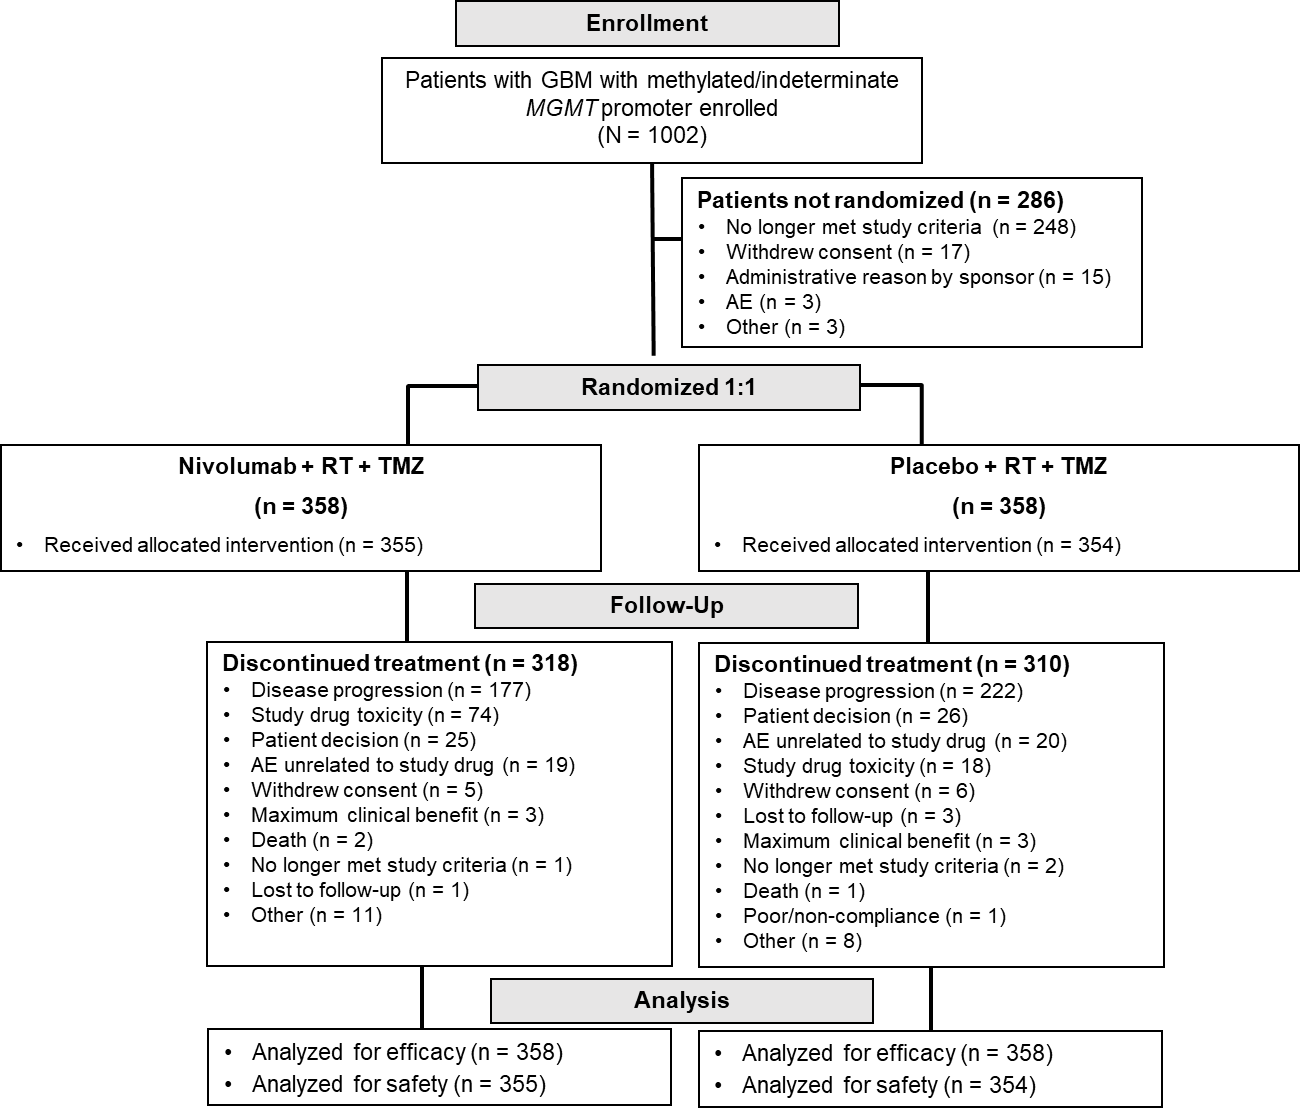 Enrollment
Patients with GBM with methylated/indeterminate
MGMT promoter enrolled
(N = 1002)
Patients not randomized (n = 286)
• No longer met study criteria (n = 248)
• Withdrew consent (n = 17)
• Administrative reason by sponsor (n = 15)
• AE (n = 3)
• Other (n = 3)
Randomized 1:1
Nivolumab + RT + TMZ
(n = 358)
• Received allocated intervention (n = 355)
Placebo + RT + TMZ
(n = 358)
• Received allocated intervention (n = 354)
Follow-Up
Discontinued treatment (n = 318)
• Disease progression (n = 177)
• Study drug toxicity (n = 74)
• Patient decision (n = 25)
• AE unrelated to study drug (n = 19)
• Withdrew consent (n = 5)
• Maximum clinical benefit (n = 3)
• Death (n = 2)
• No longer met study criteria (n = 1)
• Lost to follow-up (n = 1)
• Other (n = 11)
Discontinued treatment (n = 310)
• Disease progression (n = 222)
• Patient decision (n = 26)
• AE unrelated to study drug (n = 20)
• Study drug toxicity (n = 18)
• Withdrew consent (n = 6)
• Lost to follow-up (n = 3)
• Maximum clinical benefit (n = 3)
• No longer met study criteria (n = 2)
• Death (n = 1)
• Poor/non-compliance (n = 1)
• Other (n = 8)
Analysis
• Analyzed for efficacy (n = 358)
• Analyzed for safety (n = 355)
• Analyzed for efficacy (n = 358)
• Analyzed for safety (n = 354)